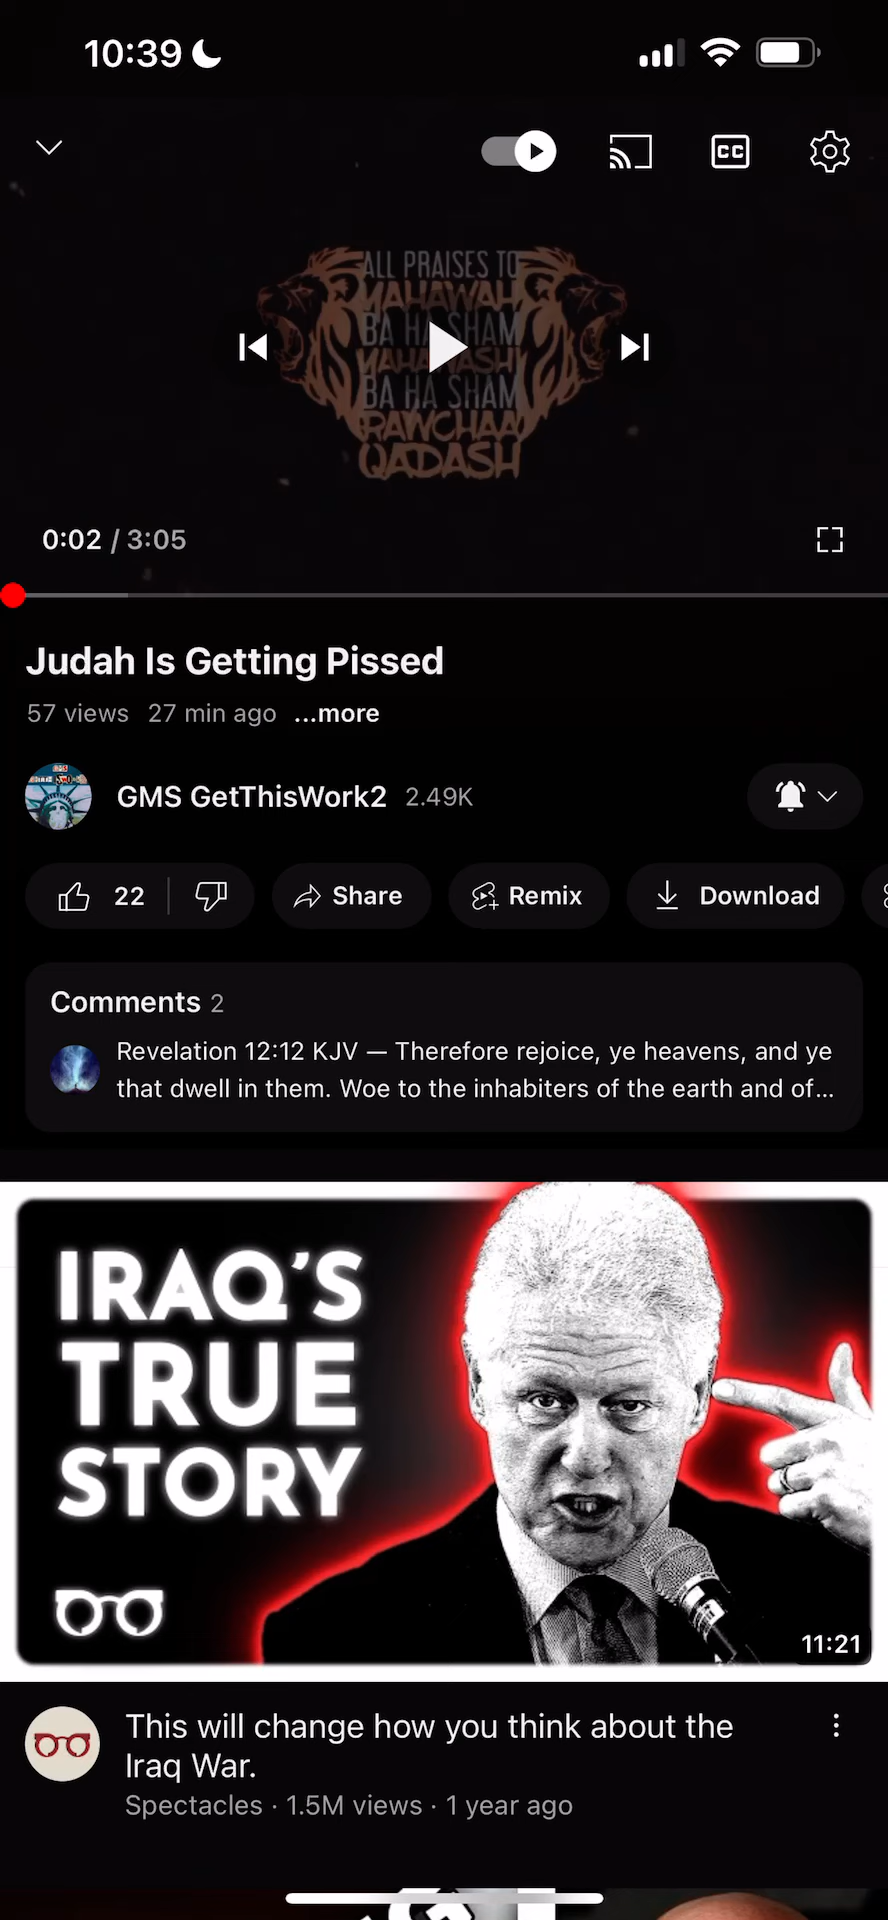 10:39
CC
ALL PRAISES TO
YAHAWAH
BA HA SHAM
YAHAWASHI
BA HA SHAM
RAWCHAA
QADASH
0:02 / 3:05
Judah Is Getting Pissed
57 views 27 min ago ...more
GMS GetThisWork2 2.49K
22 Share Remix Download
Comments 2
Revelation 12:12 KJV — Therefore rejoice, ye heavens, and ye
that dwell in them. Woe to the inhabiters of the earth and of...
IRAQ'S
TRUE
STORY
11:21
This will change how you think about the
Iraq War.
Spectacles · 1.5M views · 1 year ago